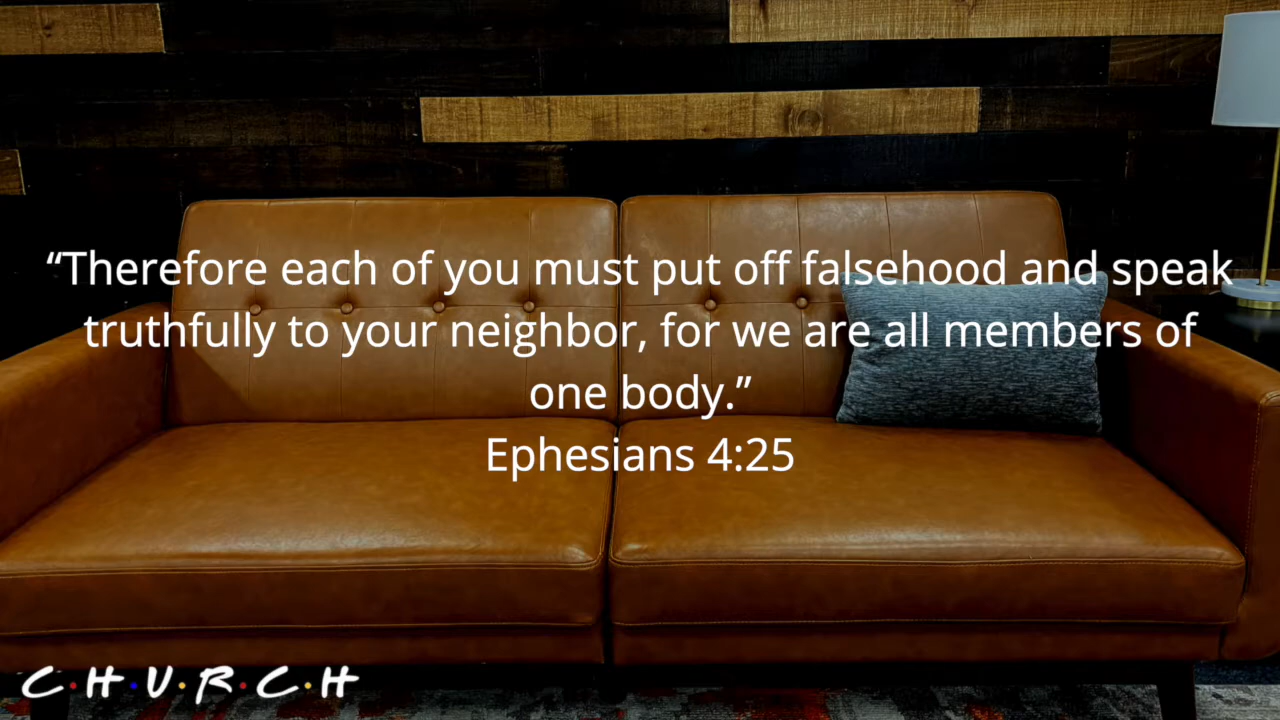 “Therefore each of you must put off falsehood and speak
truthfully to your neighbor, for we are all members of
one body.”
Ephesians 4:25
C·H·U·R·C·H